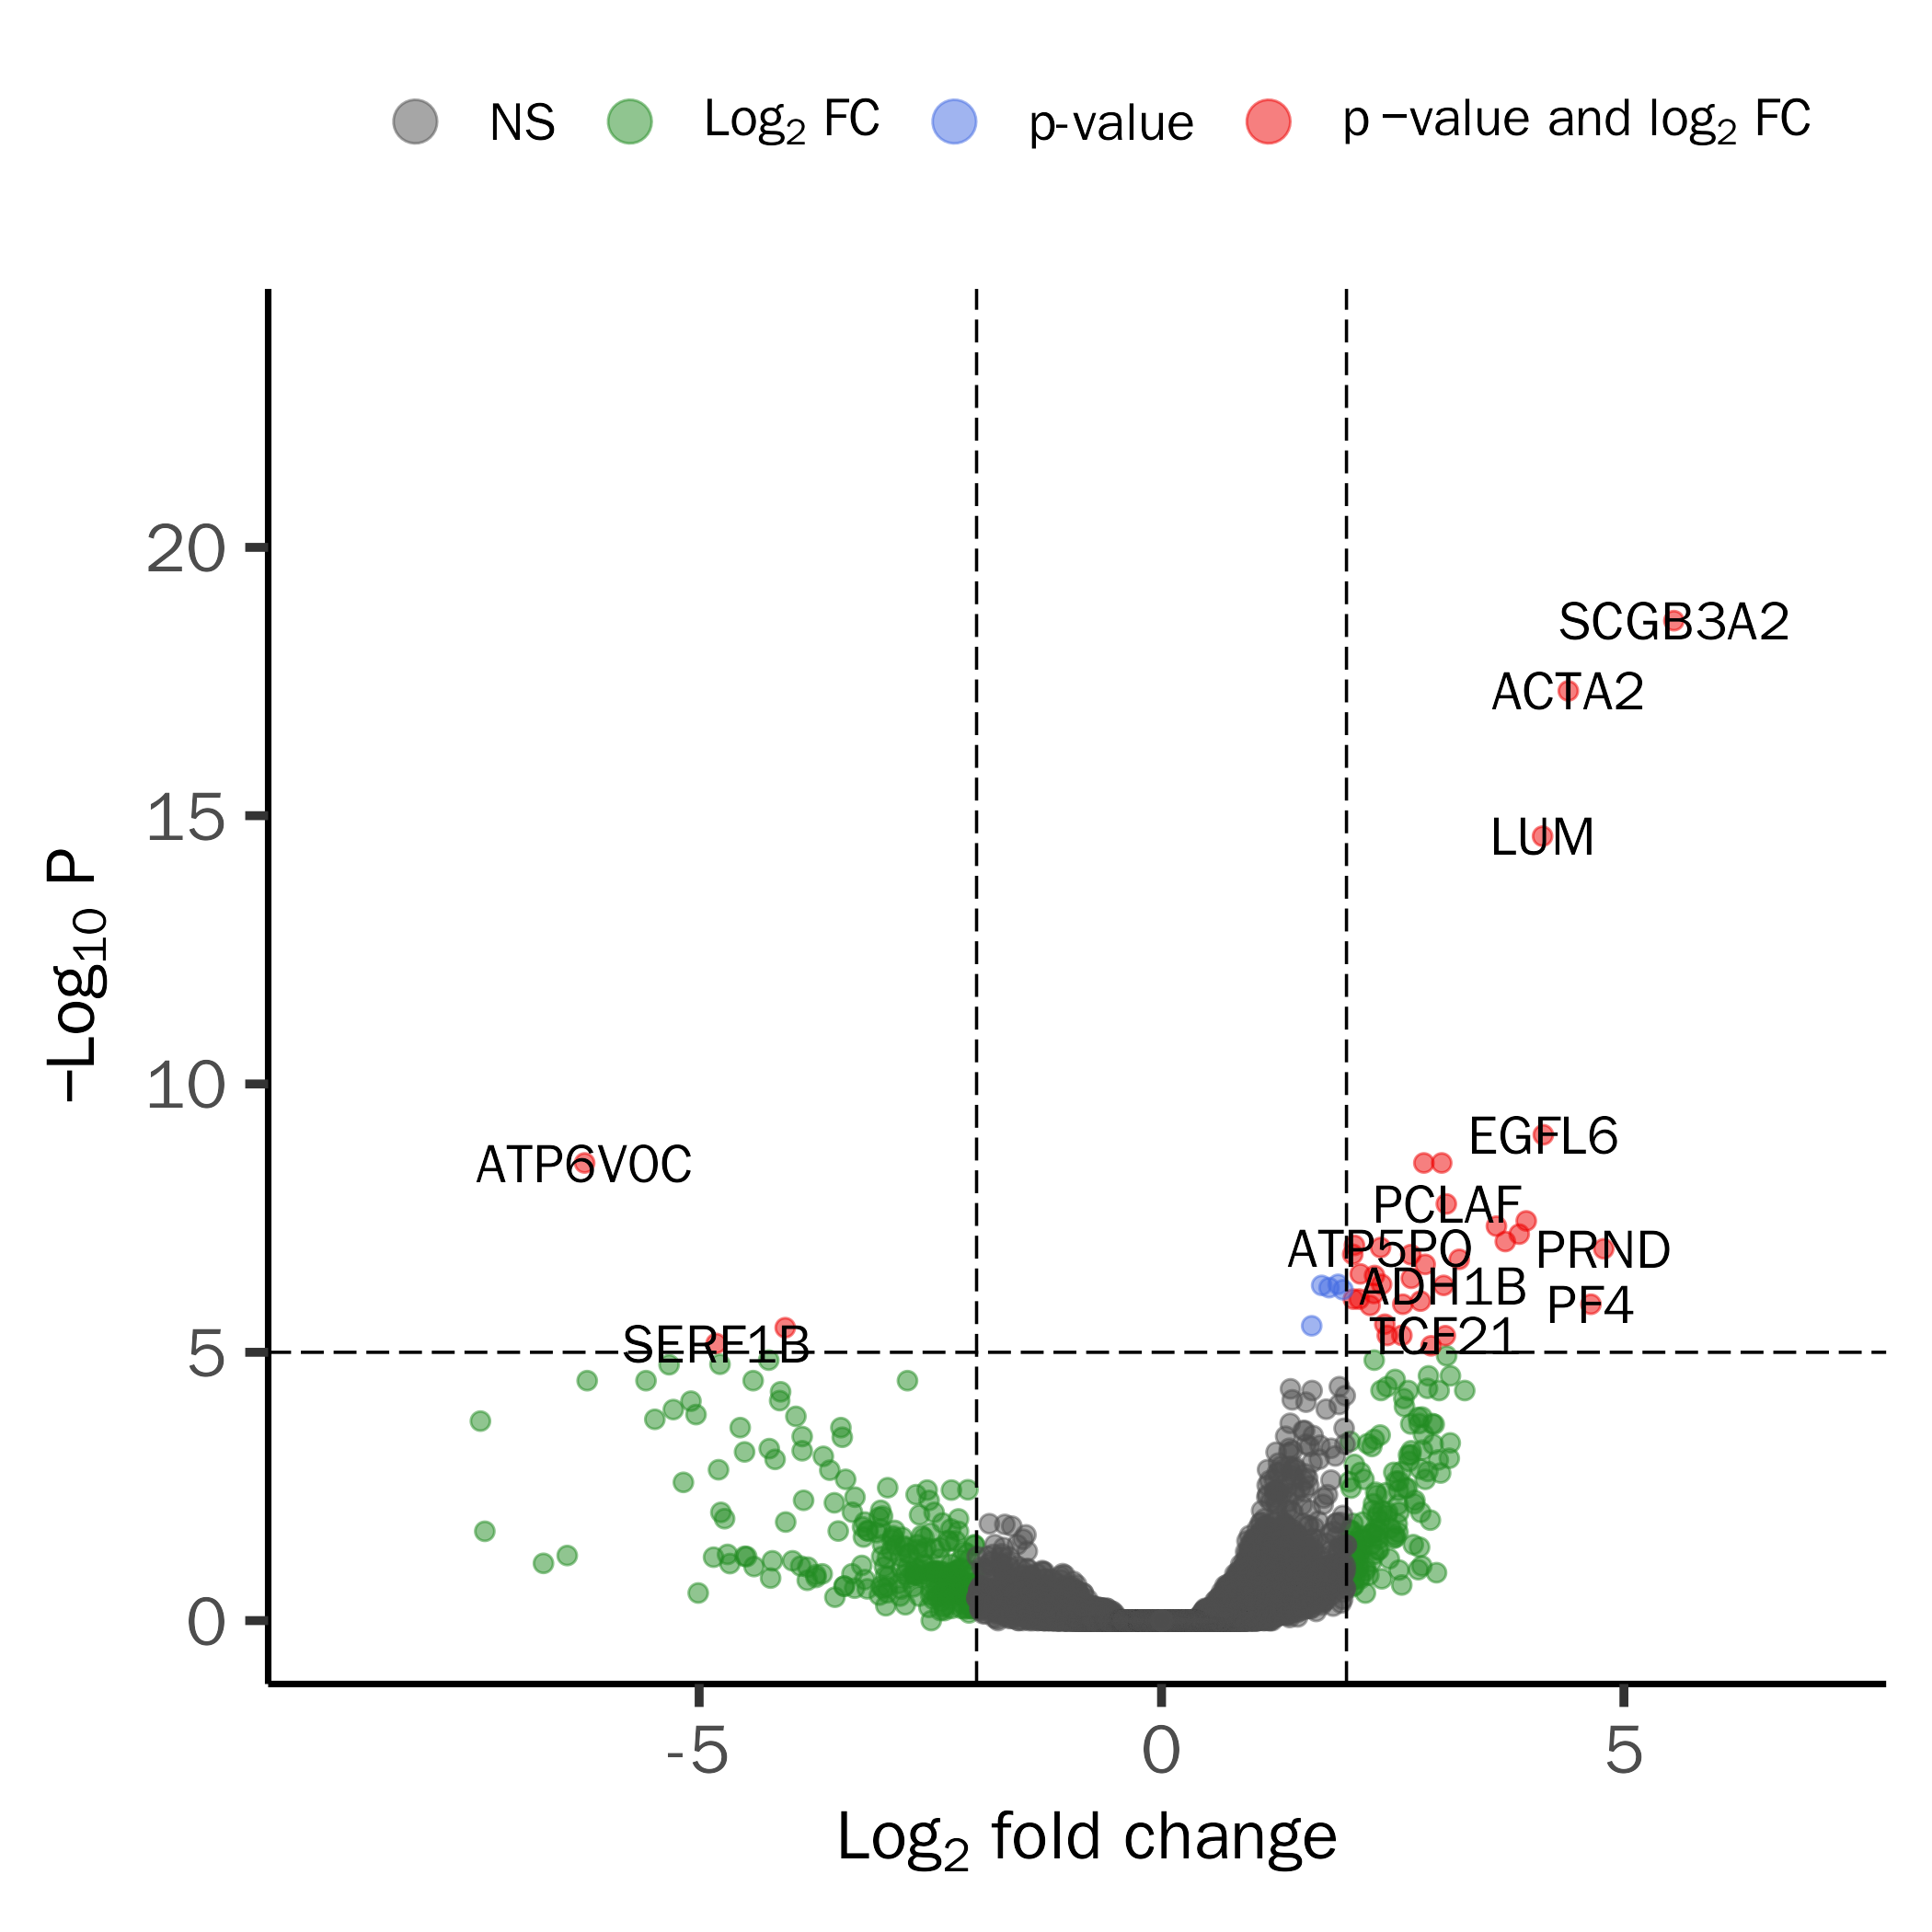 NS Log2 FC p-value p −value and log2 FC
−Log10 P
20
15
10
5
0
SCGB3A2
ACTA2
LUM
EGFL6
ATP6V0C
PCLAF
ATP5PO
PRND
ADH1B
PF4
SERF1B
TCF21
-5 0 5
Log2 fold change